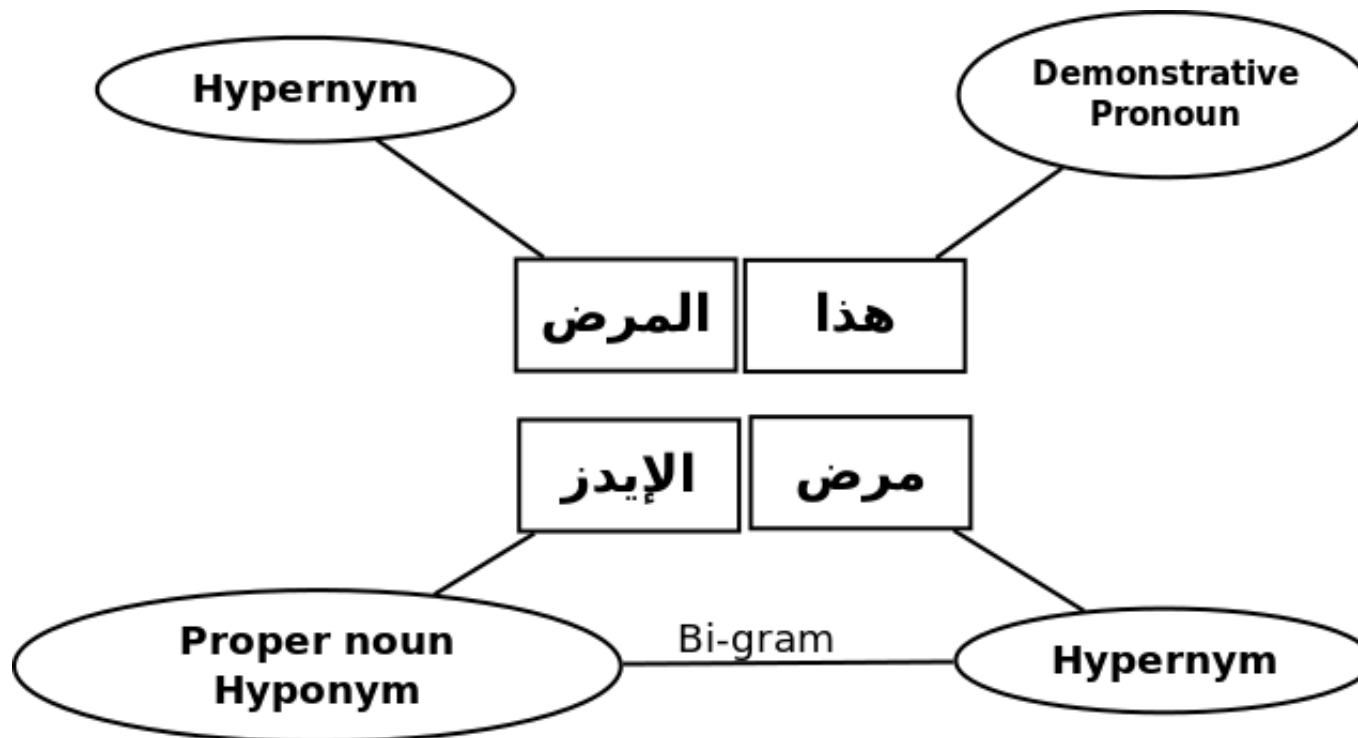 Hypernym
Demonstrative
Pronoun
هذا المرض
مرض الإيدز
Proper noun
Hyponym
Bi-gram
Hypernym